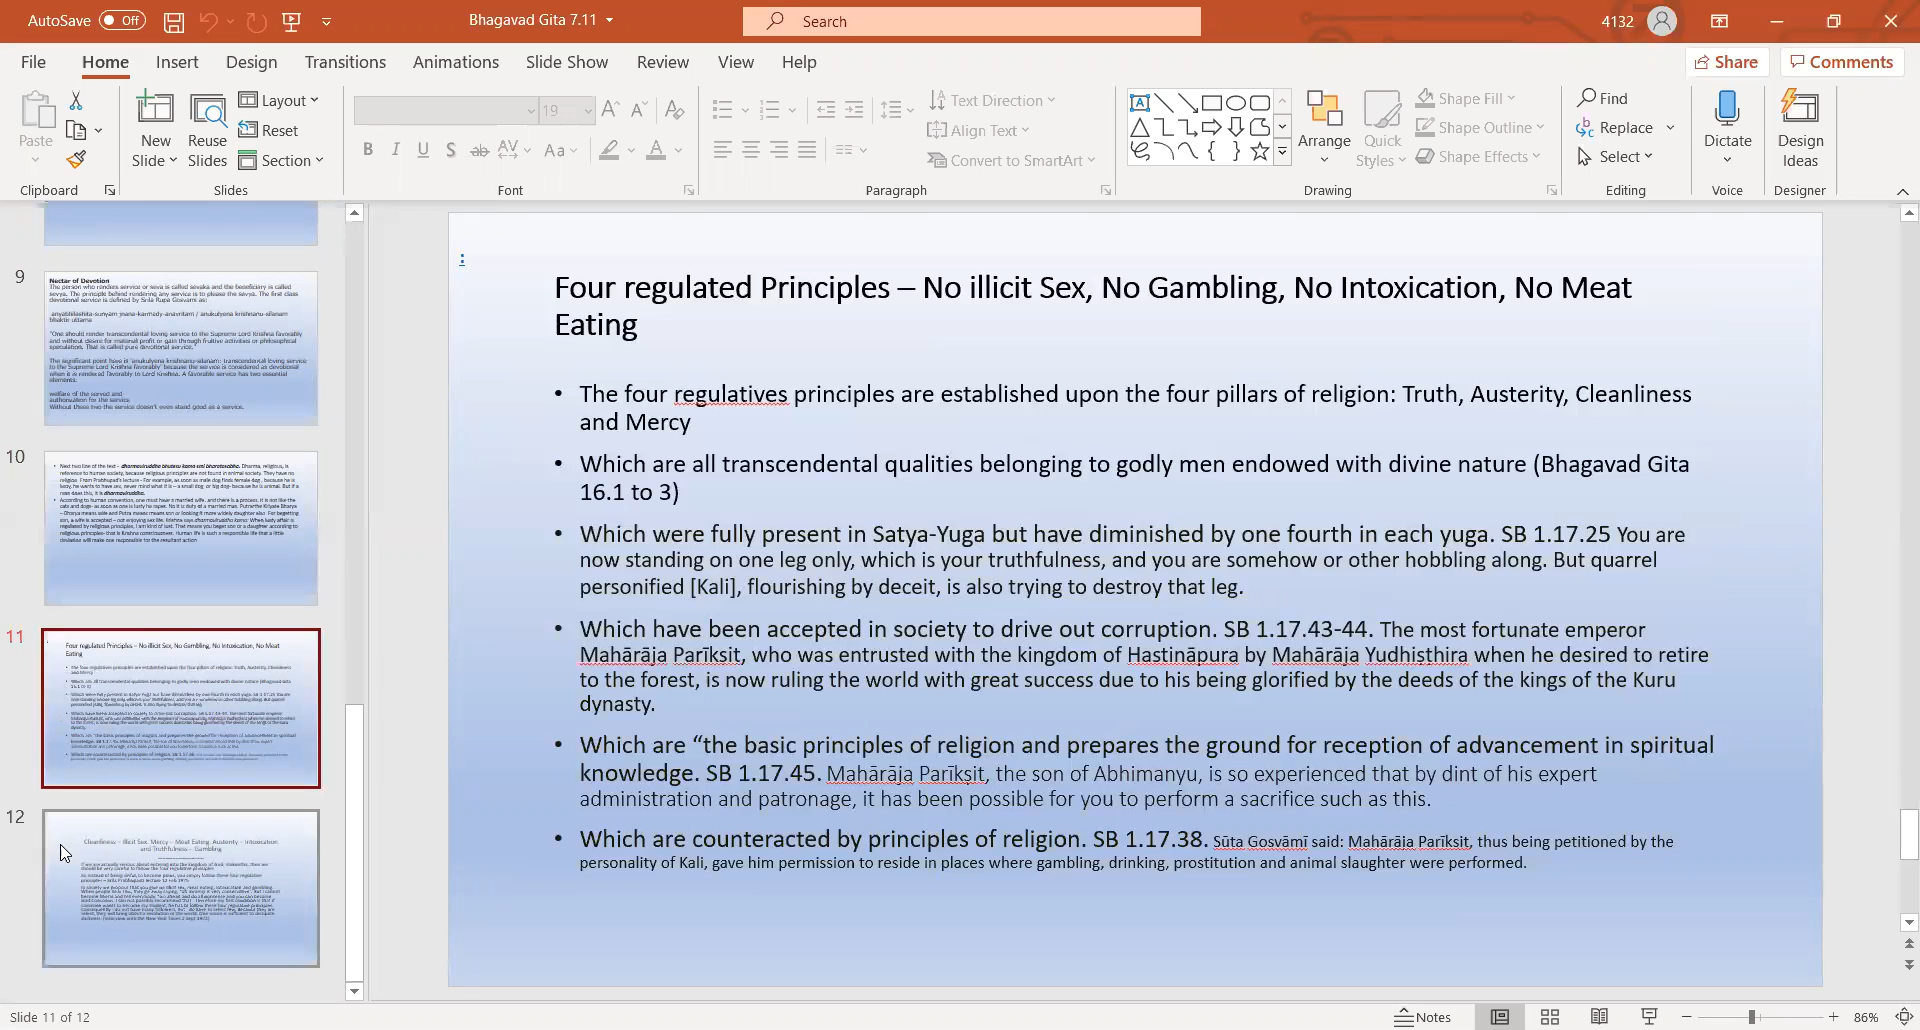 AutoSave Off
Bhagavad Gita 7.11
Search
4132
File Home Insert Design Transitions Animations Slide Show Review View Help
Share Comments
Paste
New Slide
Reuse Slides
Layout
Reset
Section
19
Text Direction
Align Text
Convert to SmartArt
Arrange
Quick Styles
Shape Fill
Shape Outline
Shape Effects
Find
Replace
Select
Dictate
Design Ideas
Clipboard Slides Font Paragraph Drawing Editing Voice Designer
9
Nectar of Devotion
10
11
12
:
Four regulated Principles – No illicit Sex, No Gambling, No Intoxication, No Meat
Eating
• The four regulatives principles are established upon the four pillars of religion: Truth, Austerity, Cleanliness
and Mercy
• Which are all transcendental qualities belonging to godly men endowed with divine nature (Bhagavad Gita
16.1 to 3)
• Which were fully present in Satya-Yuga but have diminished by one fourth in each yuga. SB 1.17.25 You are
now standing on one leg only, which is your truthfulness, and you are somehow or other hobbling along. But quarrel
personified [Kali], flourishing by deceit, is also trying to destroy that leg.
• Which have been accepted in society to drive out corruption. SB 1.17.43-44. The most fortunate emperor
Mahārāja Parīkṣit, who was entrusted with the kingdom of Hastināpura by Mahārāja Yudhiṣṭhira when he desired to retire
to the forest, is now ruling the world with great success due to his being glorified by the deeds of the kings of the Kuru
dynasty.
• Which are “the basic principles of religion and prepares the ground for reception of advancement in spiritual
knowledge. SB 1.17.45. Mahārāja Parīkṣit, the son of Abhimanyu, is so experienced that by dint of his expert
administration and patronage, it has been possible for you to perform a sacrifice such as this.
• Which are counteracted by principles of religion. SB 1.17.38. Sūta Gosvāmī said: Mahārāja Parīkṣit, thus being petitioned by the
personality of Kali, gave him permission to reside in places where gambling, drinking, prostitution and animal slaughter were performed.
Slide 11 of 12
Notes
86%